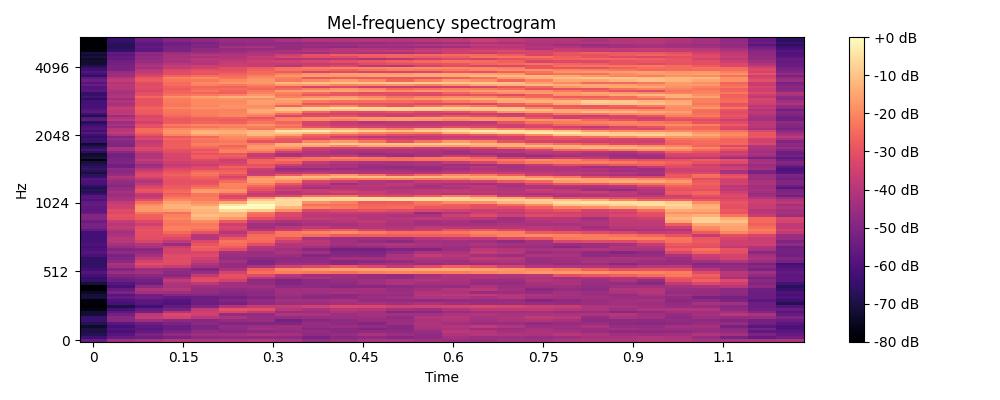 Mel-frequency spectrogram
Hz
4096
2048
1024
512
0
0 0.15 0.3 0.45 0.6 0.75 0.9 1.1
Time
+0 dB
-10 dB
-20 dB
-30 dB
-40 dB
-50 dB
-60 dB
-70 dB
-80 dB